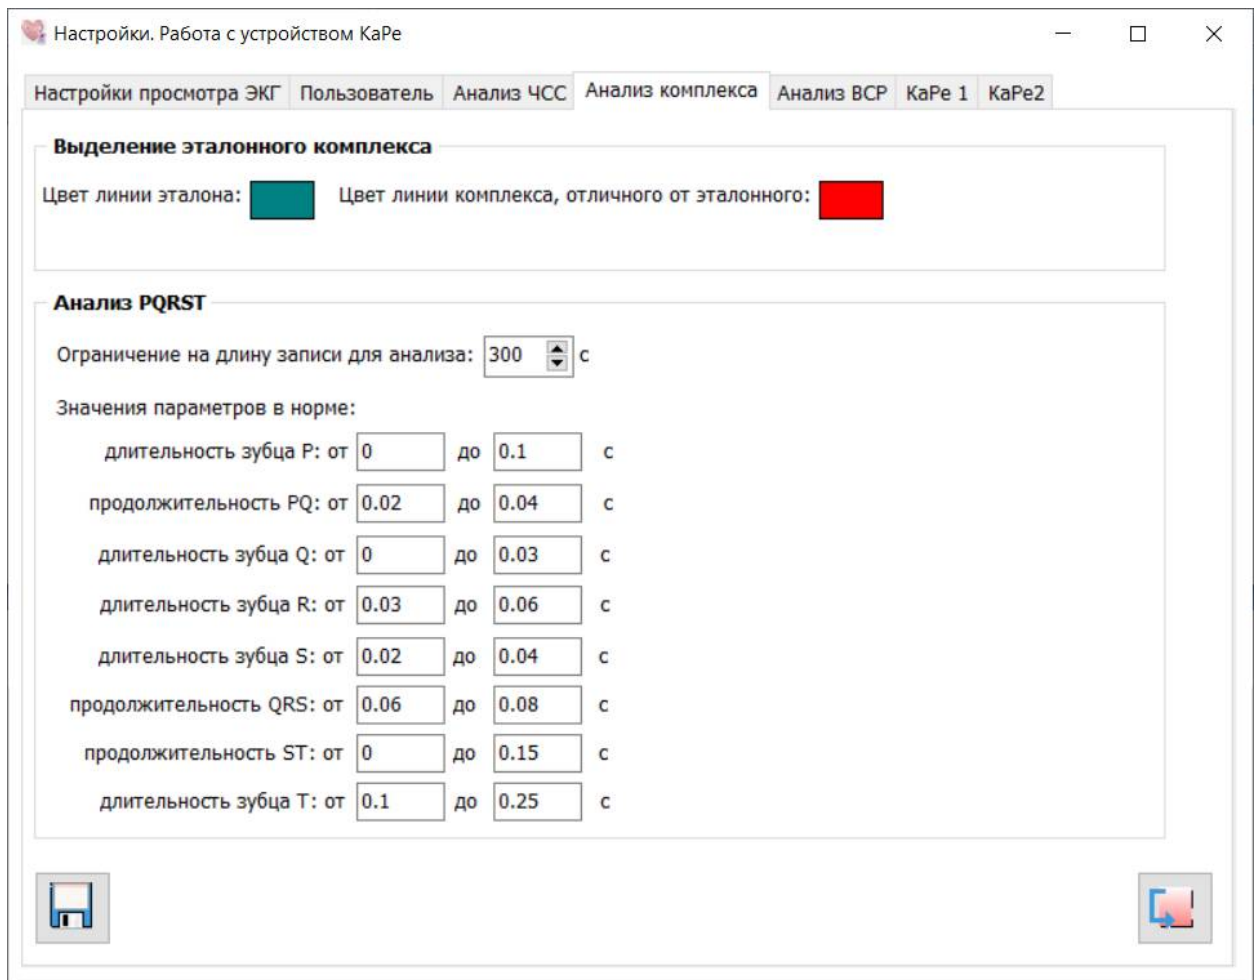 Настройки. Работа с устройством КаРе
Настройки просмотра ЭКГ Пользователь Анализ ЧСС Анализ комплекса Анализ ВСР КаРе 1 КаРе2
Выделение эталонного комплекса
Цвет линии эталона: Цвет линии комплекса, отличного от эталонного:
Анализ PQRST
Ограничение на длину записи для анализа: 300 с
Значения параметров в норме:
длительность зубца P: от 0 до 0.1 с
продолжительность PQ: от 0.02 до 0.04 с
длительность зубца Q: от 0 до 0.03 с
длительность зубца R: от 0.03 до 0.06 с
длительность зубца S: от 0.02 до 0.04 с
продолжительность QRS: от 0.06 до 0.08 с
продолжительность ST: от 0 до 0.15 с
длительность зубца T: от 0.1 до 0.25 с